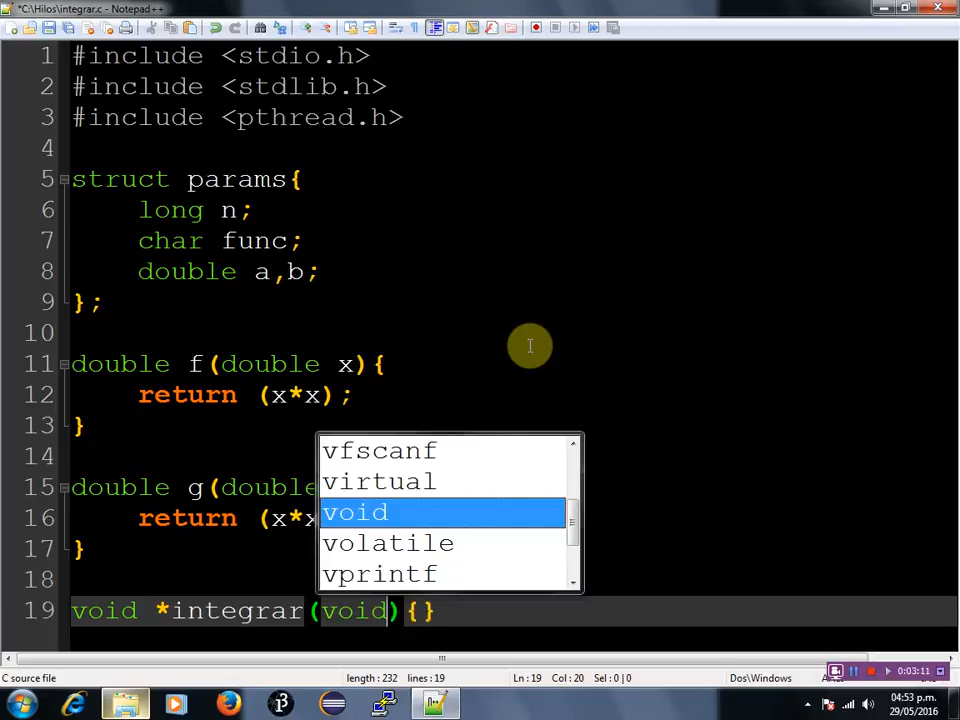 *C:\Hilos\integrar.c - Notepad++
1 #include <stdio.h>
2 #include <stdlib.h>
3 #include <pthread.h>
4
5 struct params{
6 long n;
7 char func;
8 double a,b;
9 };
10
11 double f(double x){
12 return (x*x);
13 }
14
15 double g(double
16 return (x*x
17 }
18
19 void *integrar(void){}
vfscanf
virtual
void
volatile
vprintf
C source file length : 232 lines : 19 Ln : 19 Col : 20 Sel : 0 | 0 Dos\Windows
0:03:11
04:53 p.m.
29/05/2016